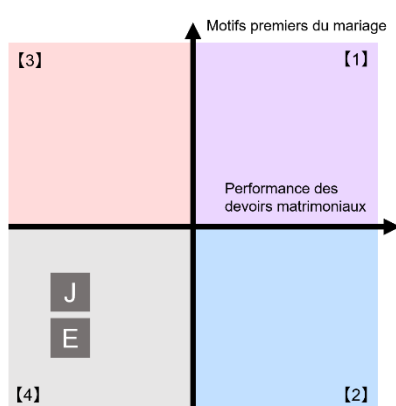 Motifs premiers du mariage
【3】
【1】
Performance des
devoirs matrimoniaux
J
E
【4】
【2】